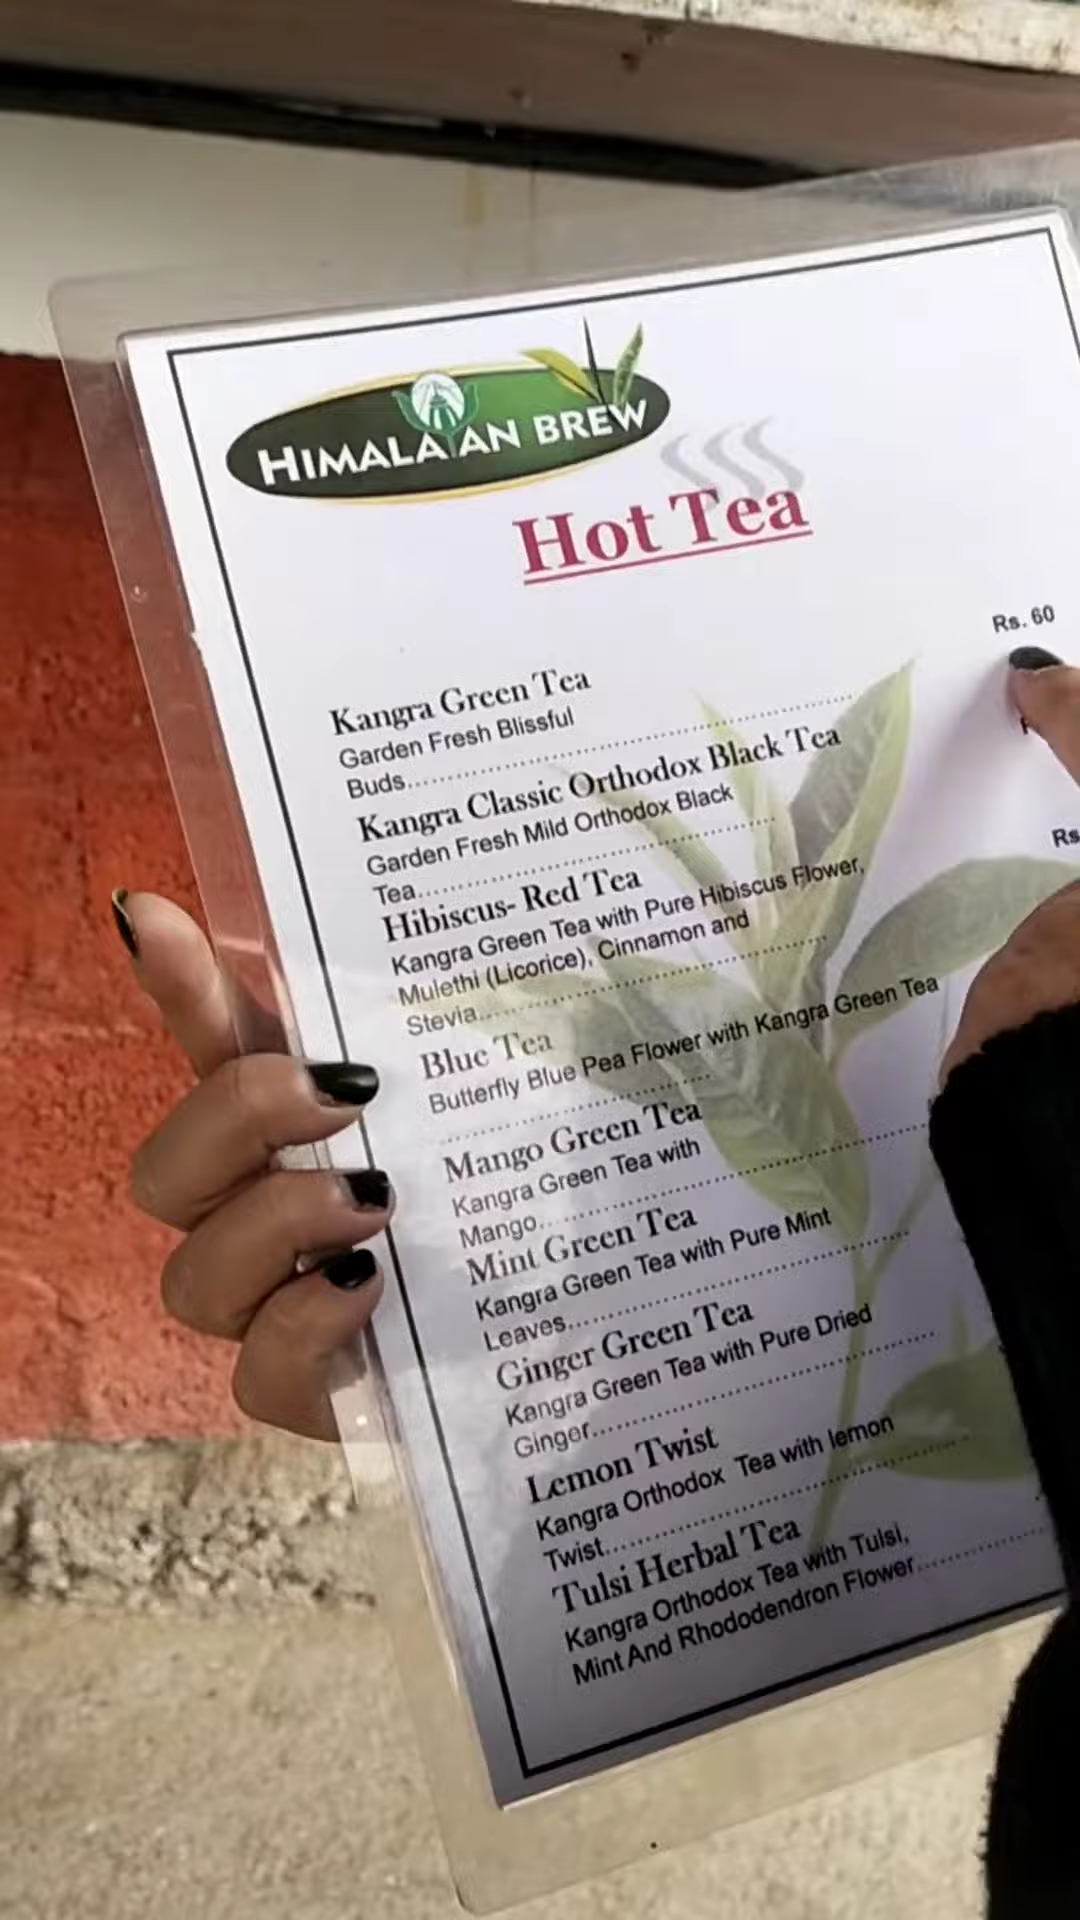 HIMALAYAN BREW
Hot Tea
Rs. 60
Kangra Green Tea
Garden Fresh Blissful
Buds
Kangra Classic Orthodox Black Tea
Garden Fresh Mild Orthodox Black
Tea
Rs
Hibiscus- Red Tea
Kangra Green Tea with Pure Hibiscus Flower,
Mulethi (Licorice), Cinnamon and
Stevia
Blue Tea
Butterfly Blue Pea Flower with Kangra Green Tea
Mango Green Tea
Kangra Green Tea with
Mango
Mint Green Tea
Kangra Green Tea with Pure Mint
Leaves
Ginger Green Tea
Kangra Green Tea with Pure Dried
Ginger
Lemon Twist
Kangra Orthodox Tea with lemon
Twist
Tulsi Herbal Tea
Kangra Orthodox Tea with Tulsi,
Mint And Rhododendron Flower